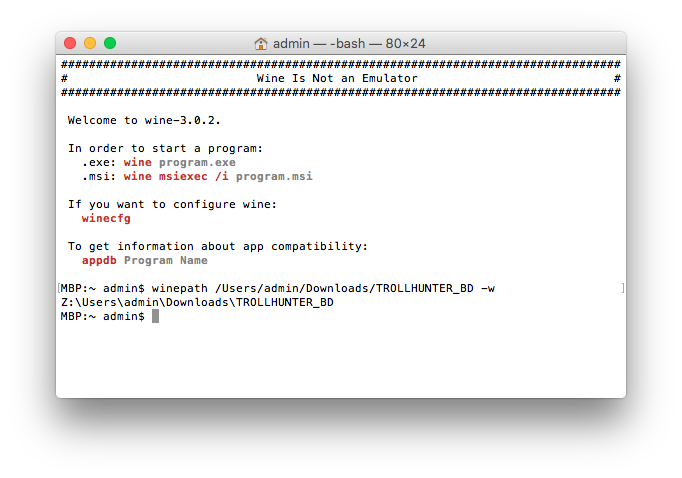 admin — -bash — 80×24
################################################################################
#                           Wine Is Not an Emulator                            #
################################################################################
Welcome to wine-3.0.2.
In order to start a program:
.exe: wine program.exe
.msi: wine msiexec /i program.msi
If you want to configure wine:
winecfg
To get information about app compatibility:
appdb Program Name
[MBP:~ admin$ winepath /Users/admin/Downloads/TROLLHUNTER_BD -w ]
Z:\Users\admin\Downloads\TROLLHUNTER_BD
MBP:~ admin$